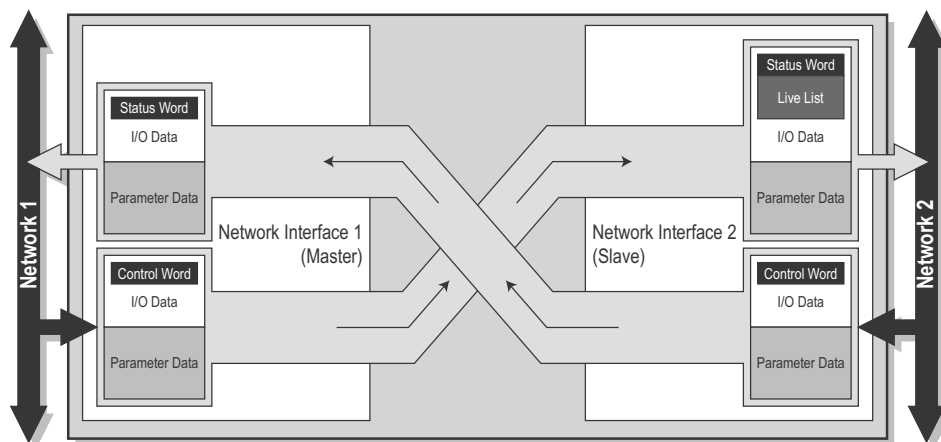 Network 1
Status Word
I/O Data
Parameter Data
Control Word
I/O Data
Parameter Data
Network Interface 1
(Master)
Network Interface 2
(Slave)
Status Word
Live List
I/O Data
Parameter Data
Control Word
I/O Data
Parameter Data
Network 2